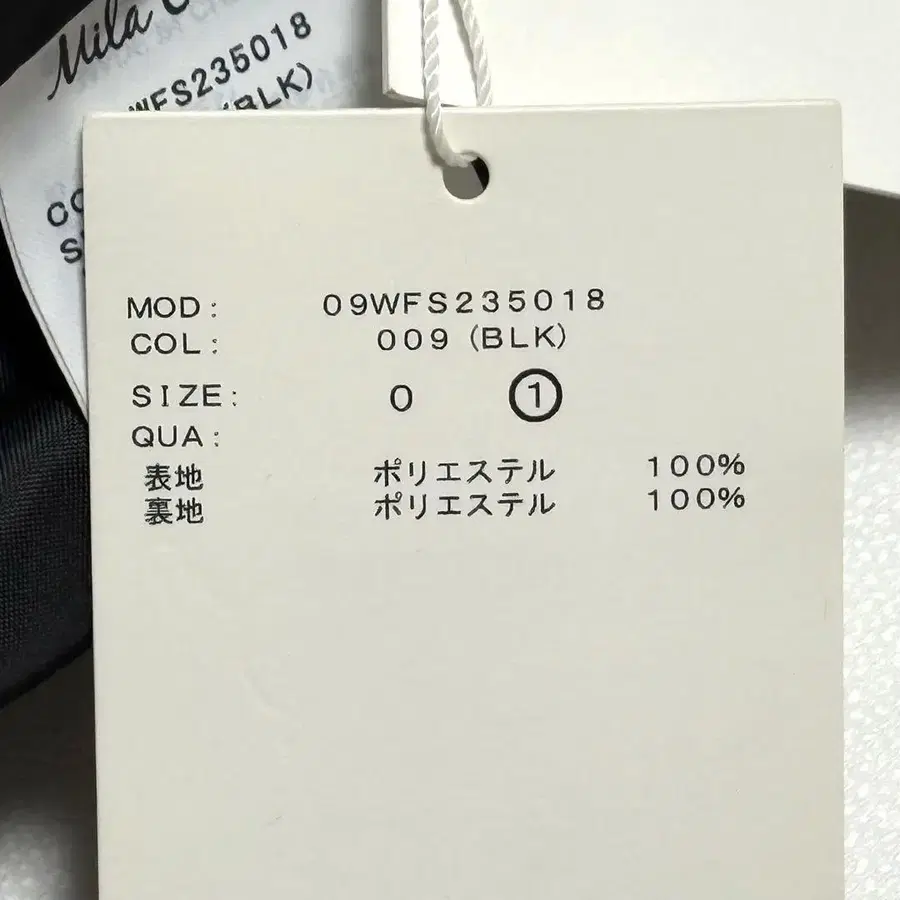 Mila
WFS235018
(BLK)
MOD: 09WFS235018
COL: 009 (BLK)
SIZE: 0 ①
QUA:
表地 ポリエステル 100%
裏地 ポリエステル 100%